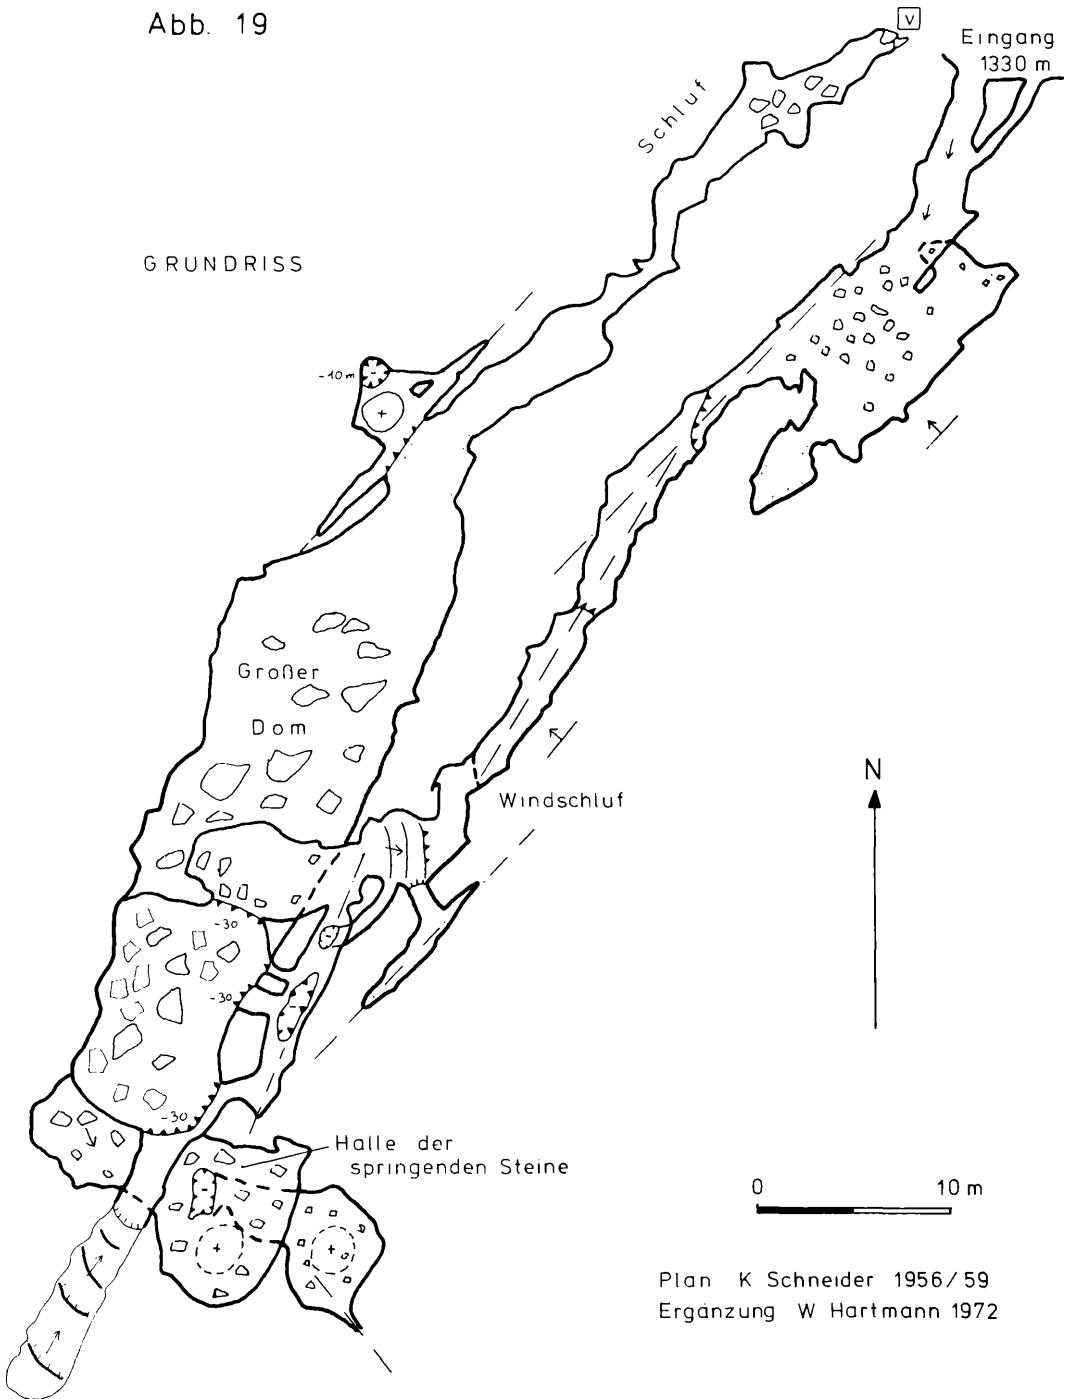 Abb. 19
V
Eingang
1330 m
Schluf
GRUNDRISS
-10m
Großer
Dom
N
Windschluf
-30
-30
-30
Halle der
springenden Steine
0 10 m
Plan K Schneider 1956/59
Ergänzung W Hartmann 1972